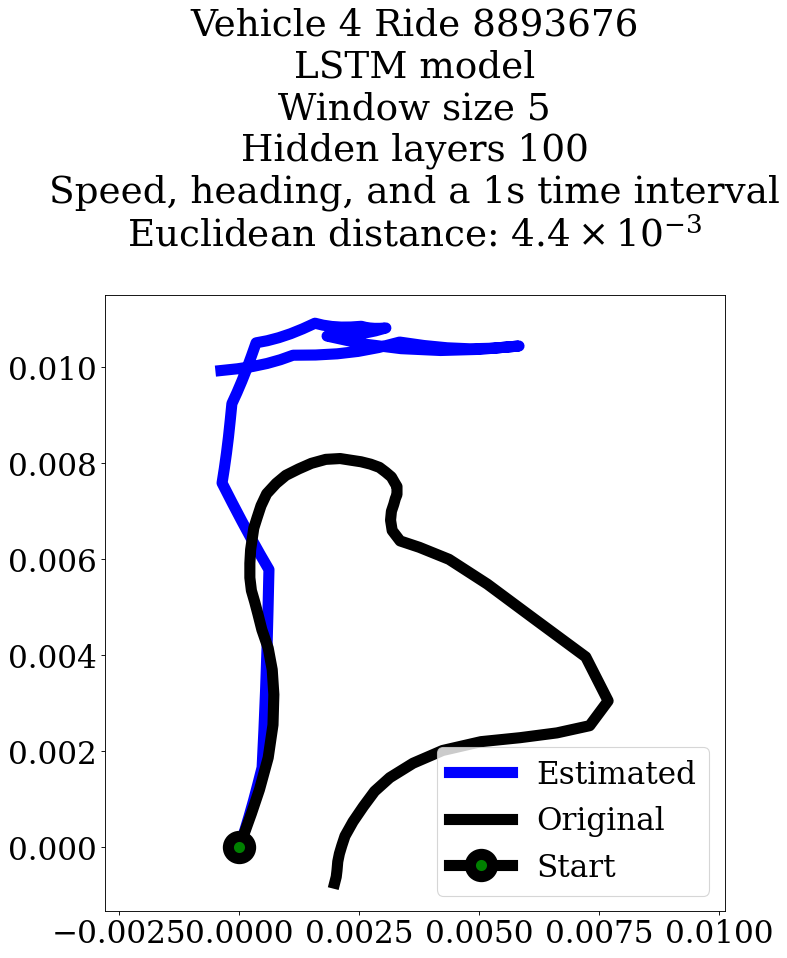 Vehicle 4 Ride 8893676
LSTM model
Window size 5
Hidden layers 100
Speed, heading, and a 1s time interval
Euclidean distance: 4.4 × 10⁻³
0.010
0.008
0.006
0.004
0.002
0.000
Estimated
Original
Start
−0.0025 0.0000 0.0025 0.0050 0.0075 0.0100